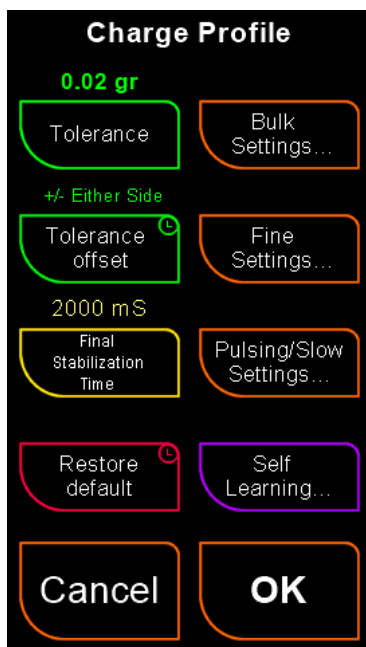 Charge Profile
0.02 gr
Tolerance
Bulk
Settings...
+/- Either Side
Tolerance
offset
Fine
Settings...
2000 mS
Final
Stabilization
Time
Pulsing/Slow
Settings...
Restore
default
Self
Learning...
Cancel
OK